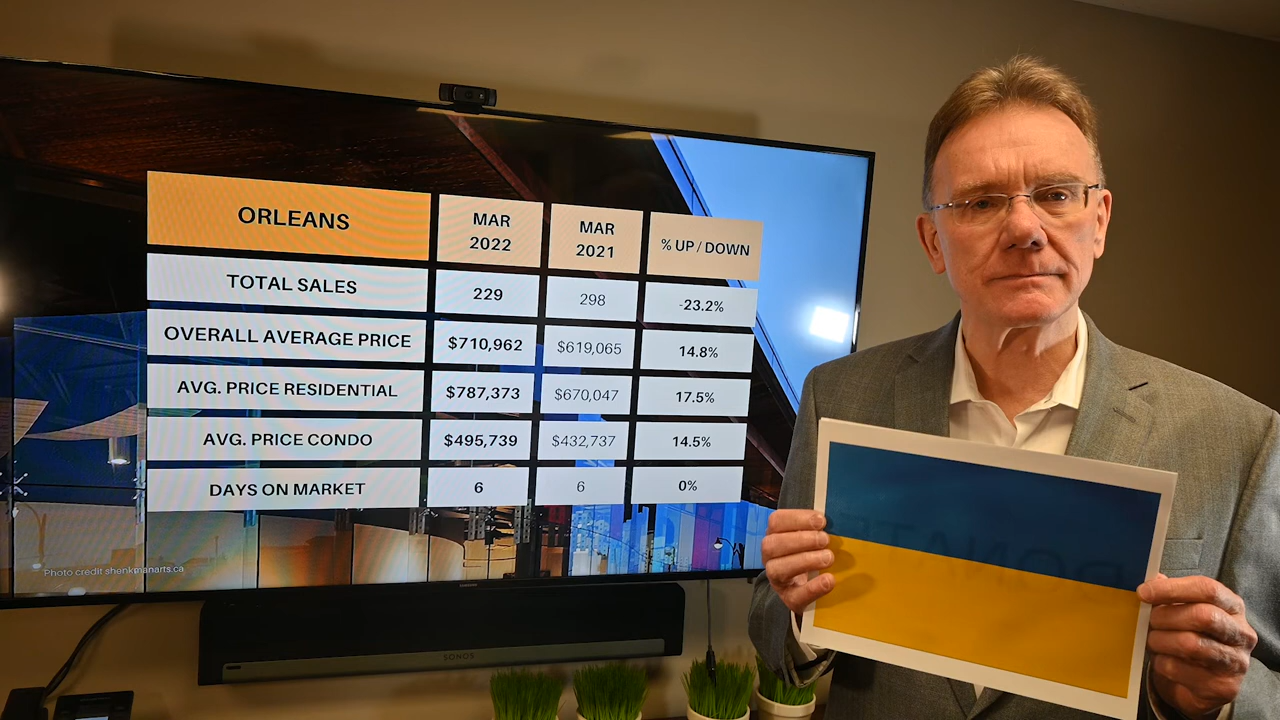 ORLEANS
MAR 2022
MAR 2021
% UP / DOWN
TOTAL SALES 229 298 -23.2%
OVERALL AVERAGE PRICE $710,962 $619,065 14.8%
AVG. PRICE RESIDENTIAL $787,373 $670,047 17.5%
AVG. PRICE CONDO $495,739 $432,737 14.5%
DAYS ON MARKET 6 6 0%
Photo credit shenkmanarts.ca
SAMSUNG
SONOS